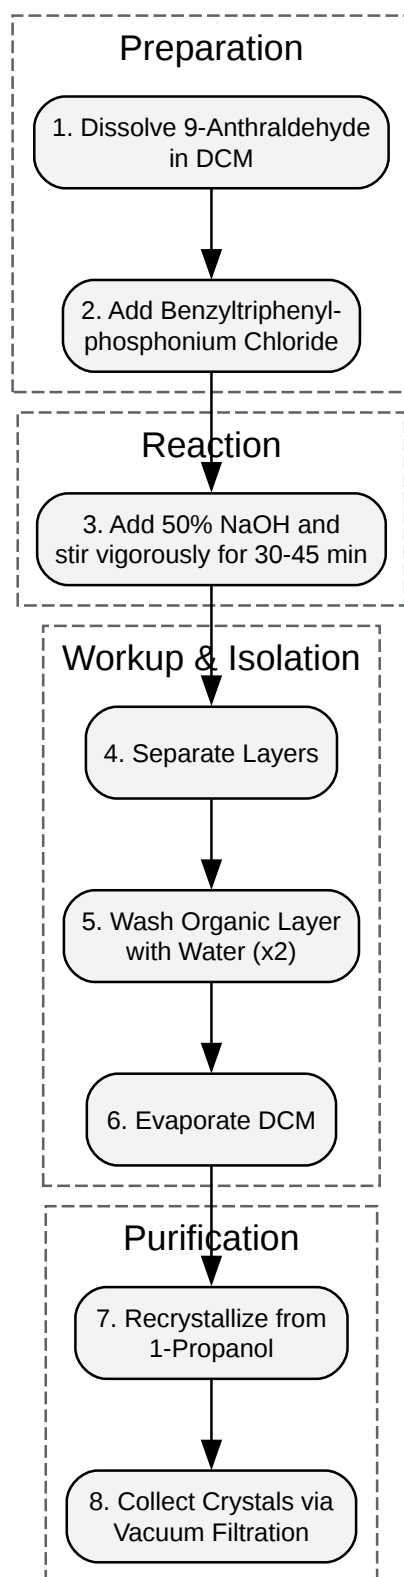 Preparation
1. Dissolve 9-Anthraldehyde
in DCM
2. Add Benzyltriphenyl-
phosphonium Chloride
Reaction
3. Add 50% NaOH and
stir vigorously for 30-45 min
Workup & Isolation
4. Separate Layers
5. Wash Organic Layer
with Water (x2)
6. Evaporate DCM
Purification
7. Recrystallize from
1-Propanol
8. Collect Crystals via
Vacuum Filtration